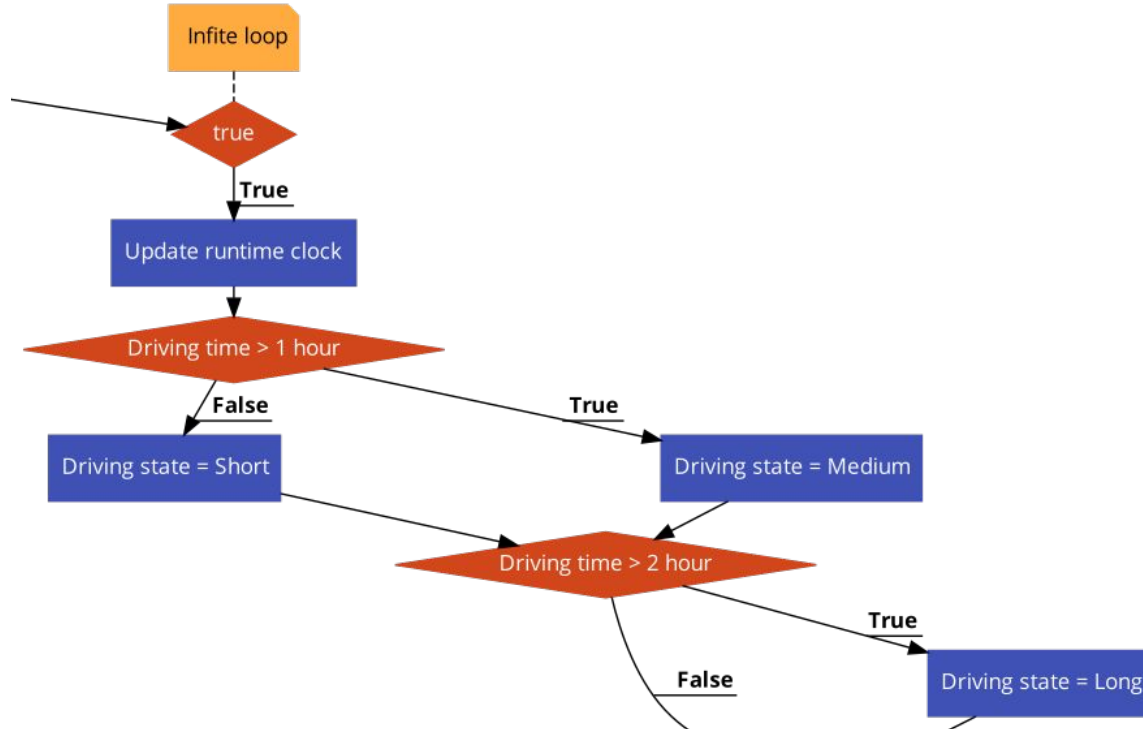 Infite loop
true
True
Update runtime clock
Driving time > 1 hour
False
True
Driving state = Short
Driving state = Medium
Driving time > 2 hour
True
False
Driving state = Long